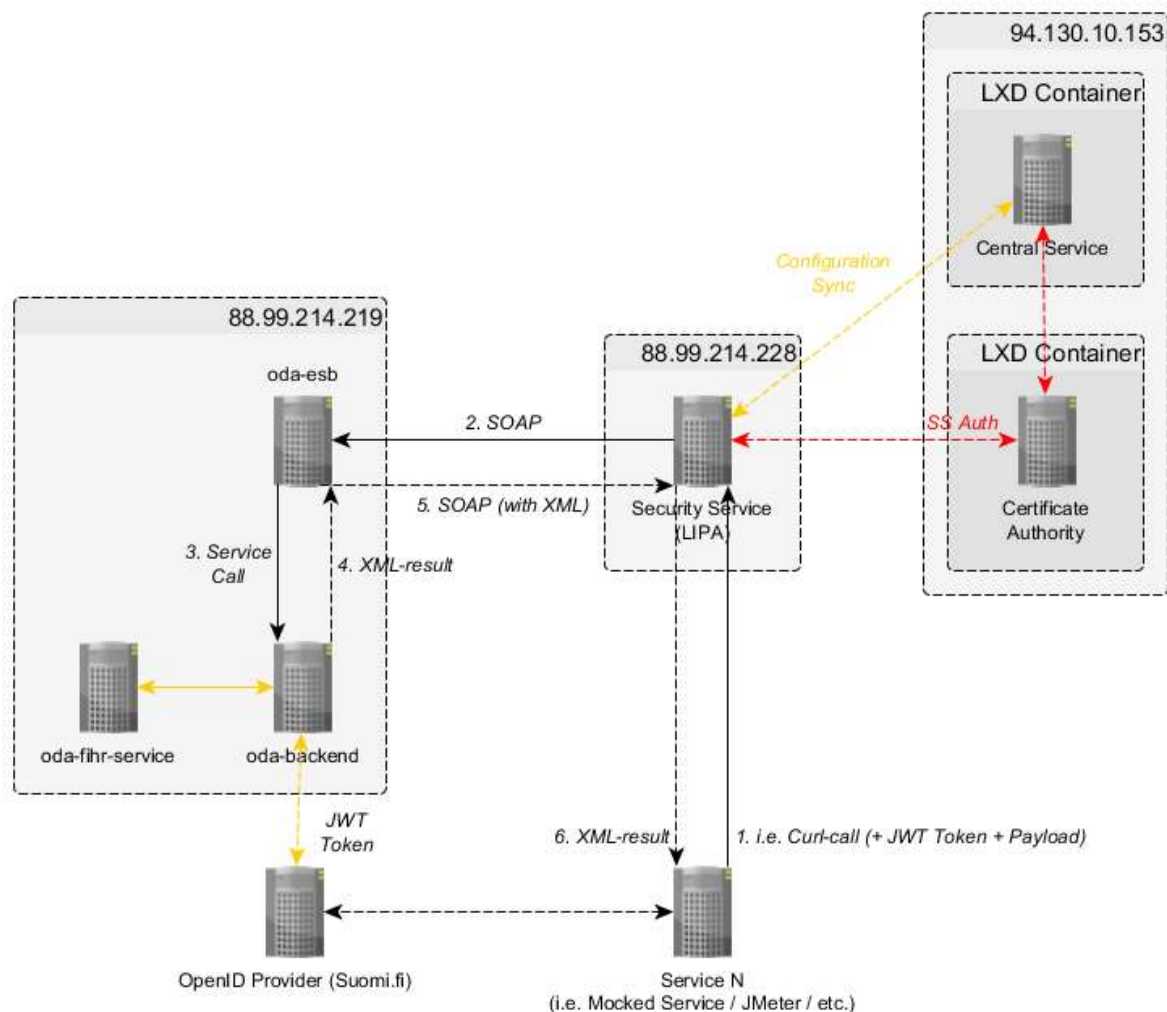 94.130.10.153
LXD Container
Central Service
Configuration
Sync
88.99.214.219
88.99.214.228
LXD Container
oda-esb
2. SOAP
SS Auth
5. SOAP (with XML)
Security Service
(LIPA)
Certificate
Authority
3. Service
Call
4. XML-result
oda-fihr-service
oda-backend
JWT
Token
6. XML-result
1. i.e. Curl-call (+ JWT Token + Payload)
OpenID Provider (Suomi.fi)
Service N
(i.e. Mocked Service / JMeter / etc.)